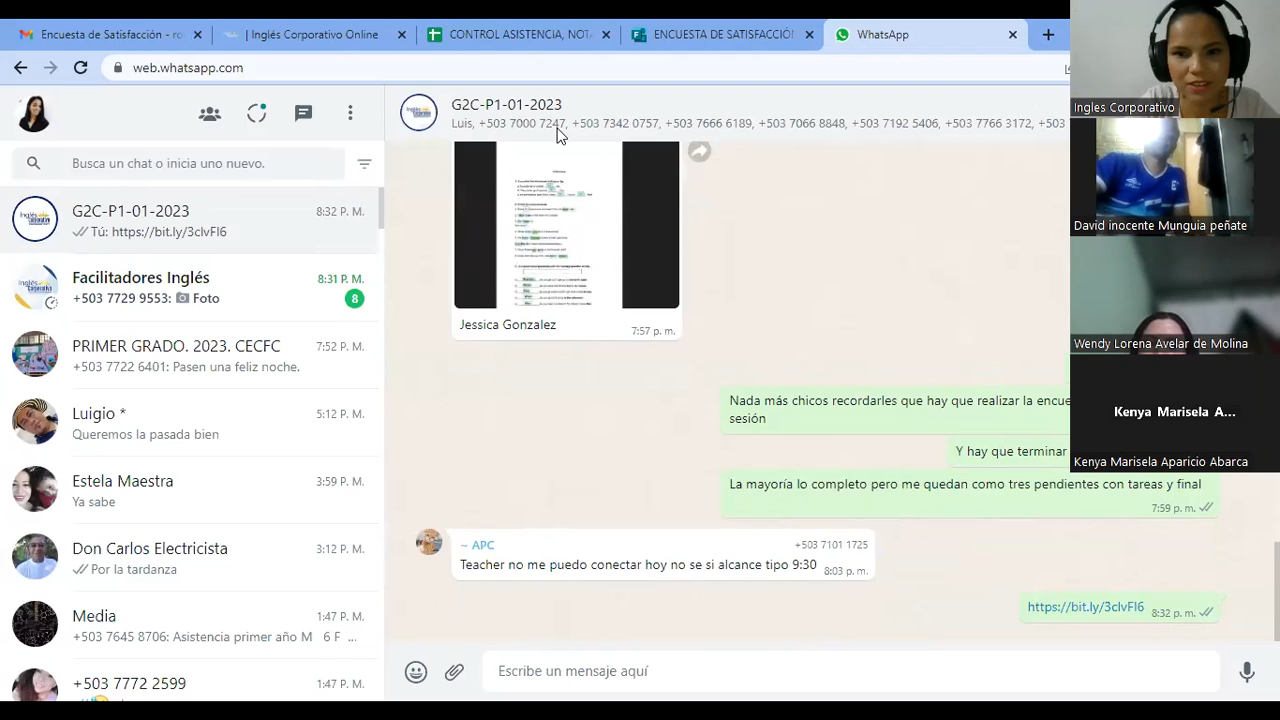 Encuesta de Satisfacción - ro
Inglés Corporativo Online
CONTROL ASISTENCIA, NOTA
ENCUESTA DE SATISFACCIÓN
WhatsApp
web.whatsapp.com
Busca un chat o inicia uno nuevo.
G2C-P1-01-2023
8:32 P. M.
Tú: https://bit.ly/3clvFl6
Facilitadores Inglés
+503 7729 1153: Foto
8
PRIMER GRADO. 2023. CECFC
7:52 P. M.
+503 7722 6401: Pasen una feliz noche.
Luigio *
5:12 P. M.
Queremos la pasada bien
Estela Maestra
3:59 P. M.
Ya sabe
Don Carlos Electricista
3:12 P. M.
Por la tardanza
Media
1:47 P. M.
+503 7645 8706: Asistencia primer año M 6 F ...
+503 7772 2599
1:47 P. M.
G2C-P1-01-2023
Luis, +503 7000 7247, +503 7342 0757, +503 7666 6189, +503 7066 8848, +503 7192 5406, +503 7766 3172, +503
Jessica Gonzalez
7:57 p. m.
Nada más chicos recordarles que hay que realizar la encue
sesión
Y hay que terminar
La mayoría lo completo pero me quedan como tres pendientes con tareas y final
7:59 p. m.
~ APC
+503 7101 1725
Teacher no me puedo conectar hoy no se si alcance tipo 9:30
8:03 p. m.
https://bit.ly/3clvFl6
8:32 p. m.
Escribe un mensaje aquí
Ingles Corporativo
David inocente Munguia peñate
Wendy Lorena Avelar de Molina
Kenya Marisela A...
Kenya Marisela Aparicio Abarca